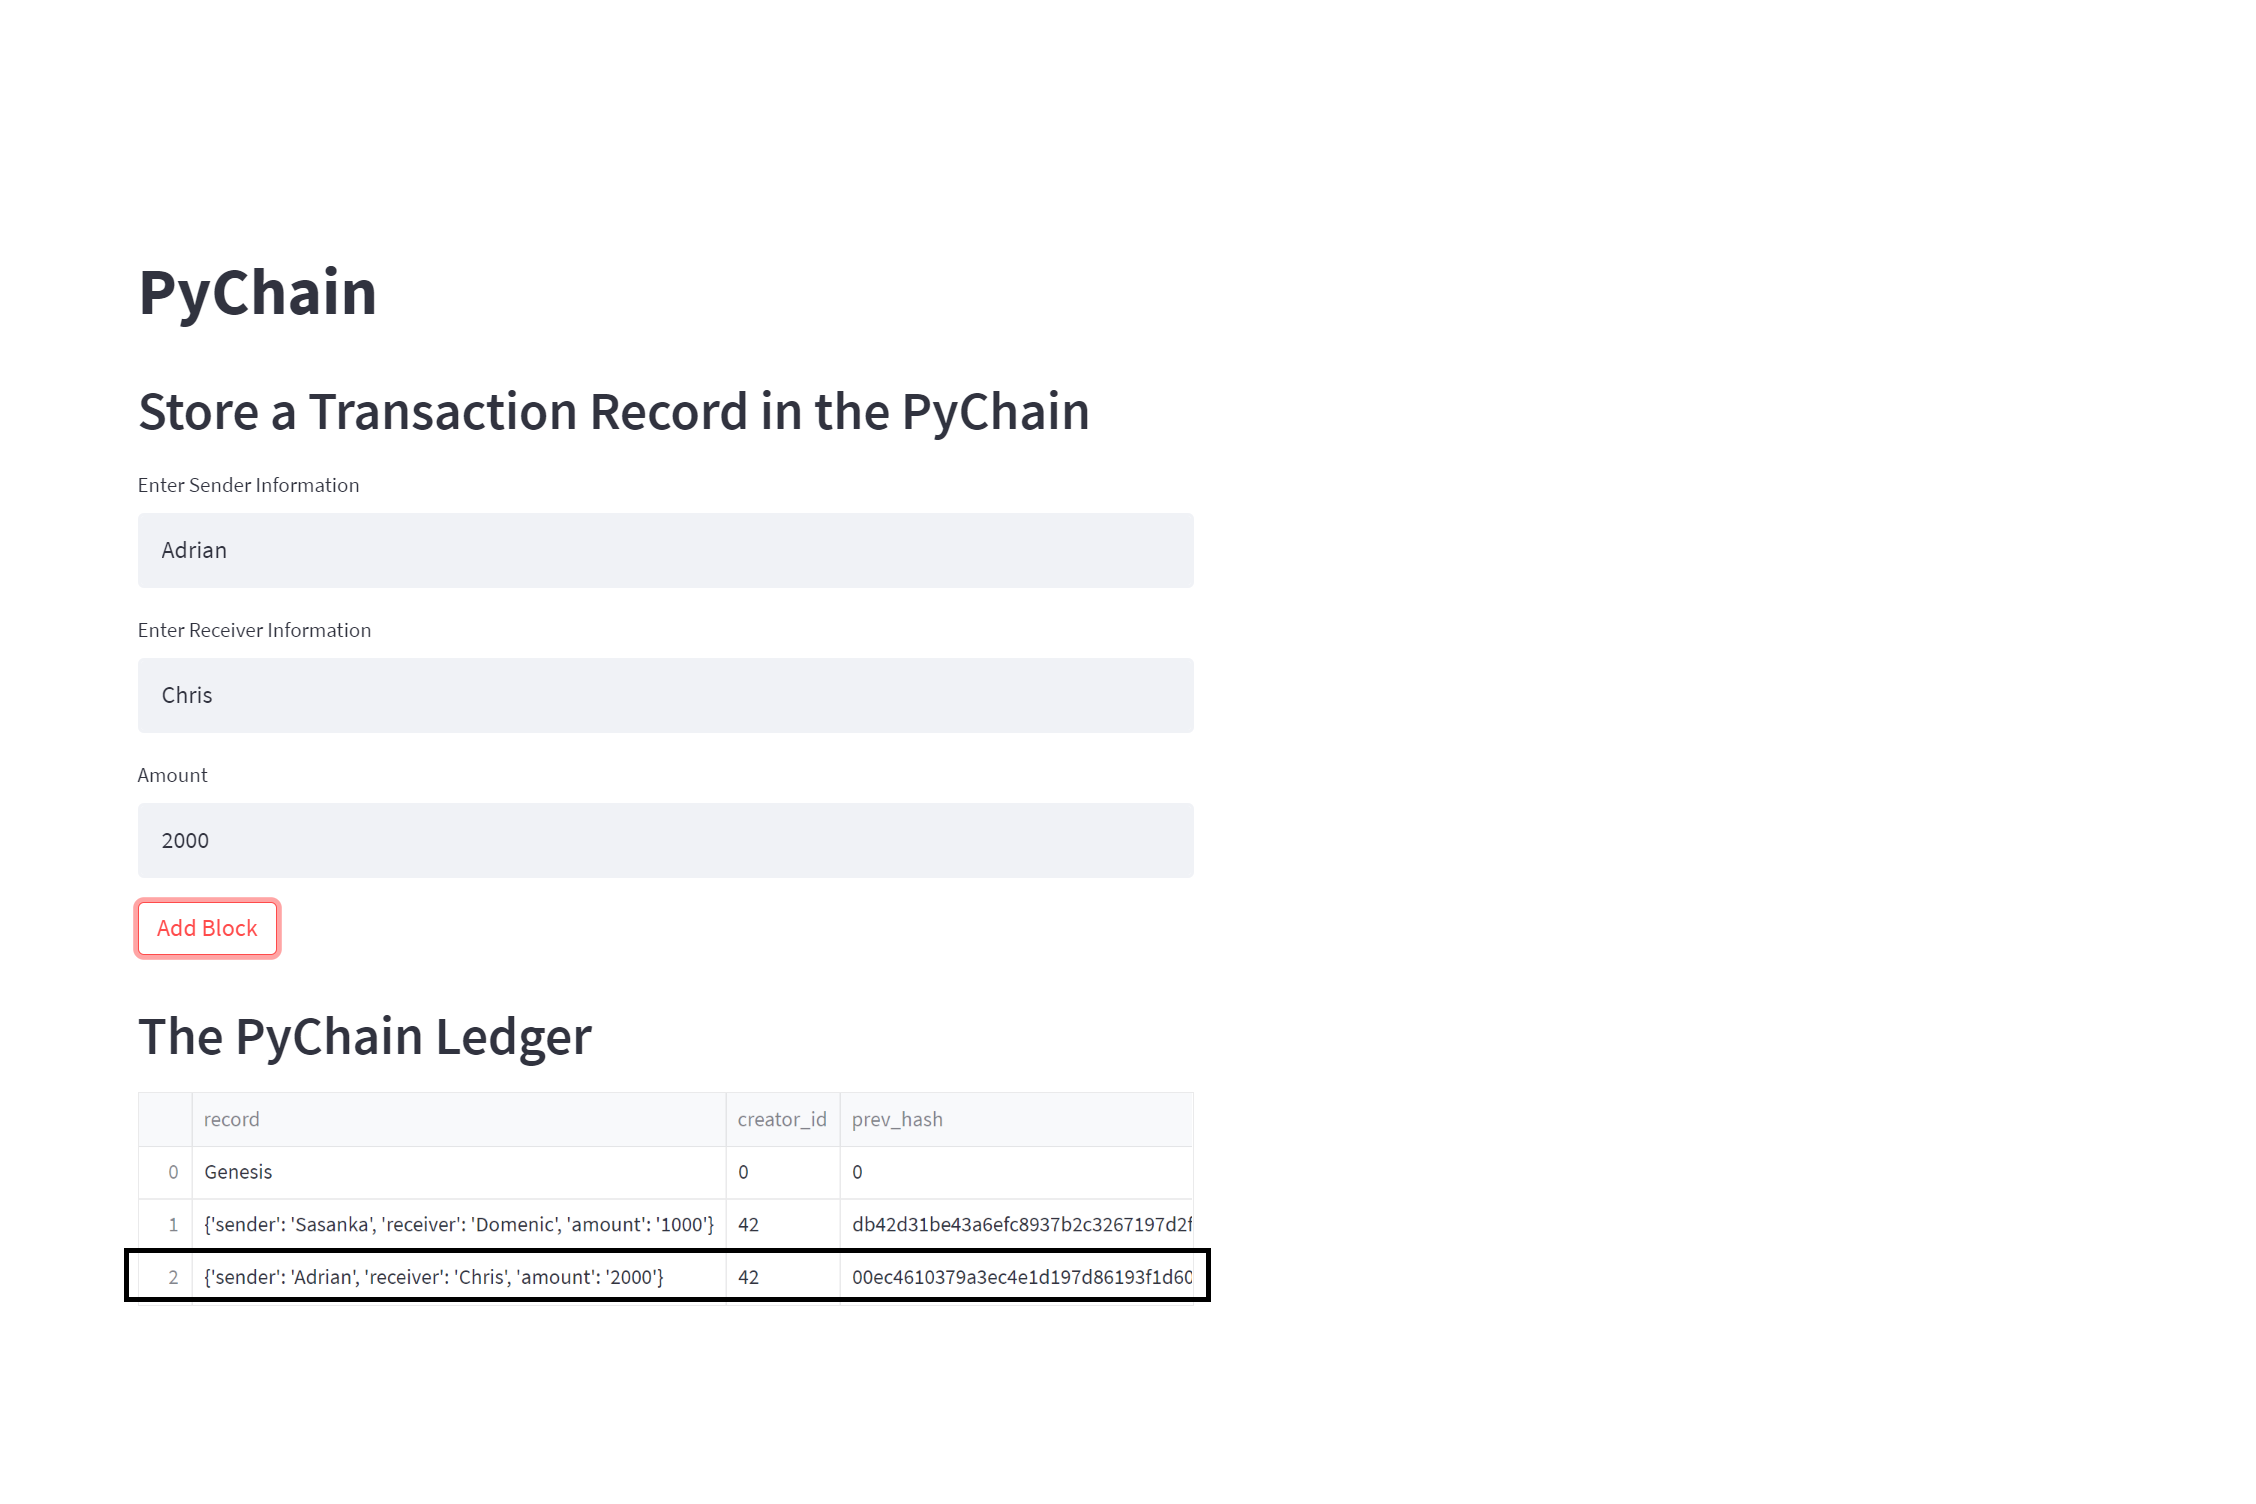 PyChain
Store a Transaction Record in the PyChain
Enter Sender Information
Adrian
Enter Receiver Information
Chris
Amount
2000
Add Block
The PyChain Ledger
record creator_id prev_hash
0 Genesis 0 0
1 {'sender': 'Sasanka', 'receiver': 'Domenic', 'amount': '1000'} 42 db42d31be43a6efc8937b2c3267197d2f
2 {'sender': 'Adrian', 'receiver': 'Chris', 'amount': '2000'} 42 00ec4610379a3ec4e1d197d86193f1d60